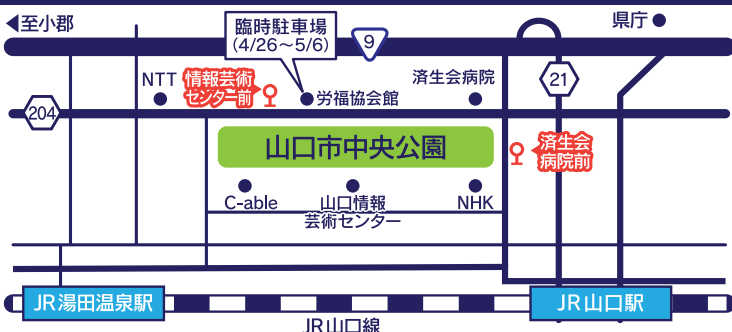 ◀至小郡
臨時駐車場
(4/26〜5/6)
9
県庁
NTT
情報芸術
センター前
労福協会館
済生会病院
21
204
山口市中央公園
済生会
病院前
C-able
山口情報
芸術センター
NHK
JR湯田温泉駅
JR山口駅
JR山口線